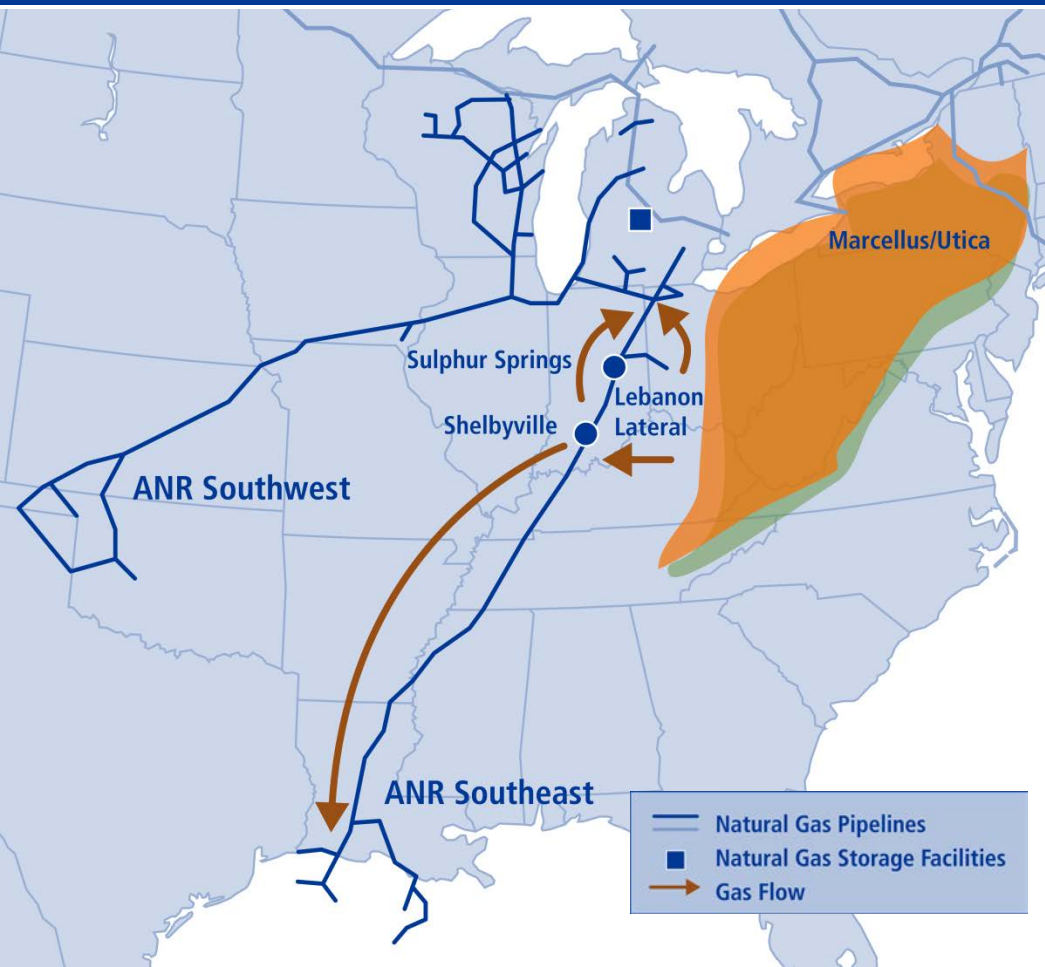 Marcellus/Utica
Sulphur Springs
Lebanon
Lateral
Shelbyville
ANR Southwest
ANR Southeast
Natural Gas Pipelines
Natural Gas Storage Facilities
Gas Flow